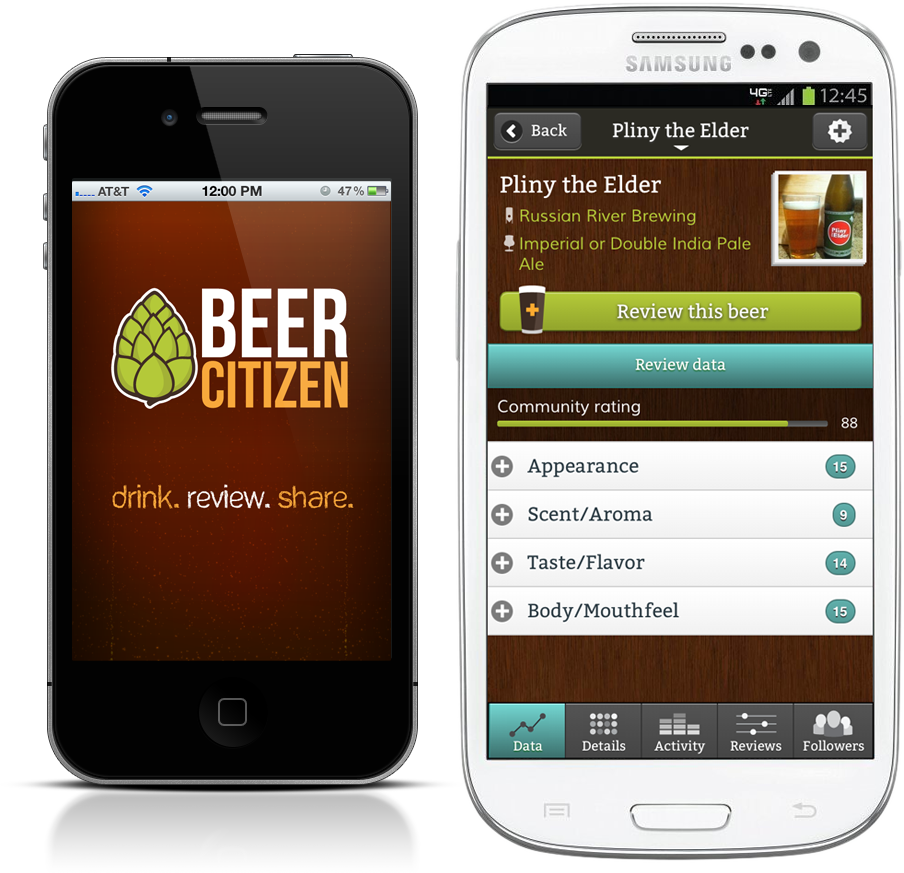 AT&T 12:00 PM 47%
BEER
CITIZEN
drink. review. share.
SAMSUNG
4G 12:45
Back Pliny the Elder
Pliny the Elder
Russian River Brewing
Imperial or Double India Pale
Ale
Pliny
the
Elder
Review this beer
Review data
Community rating
88
Appearance 15
Scent/Aroma 9
Taste/Flavor 14
Body/Mouthfeel 15
Data Details Activity Reviews Followers